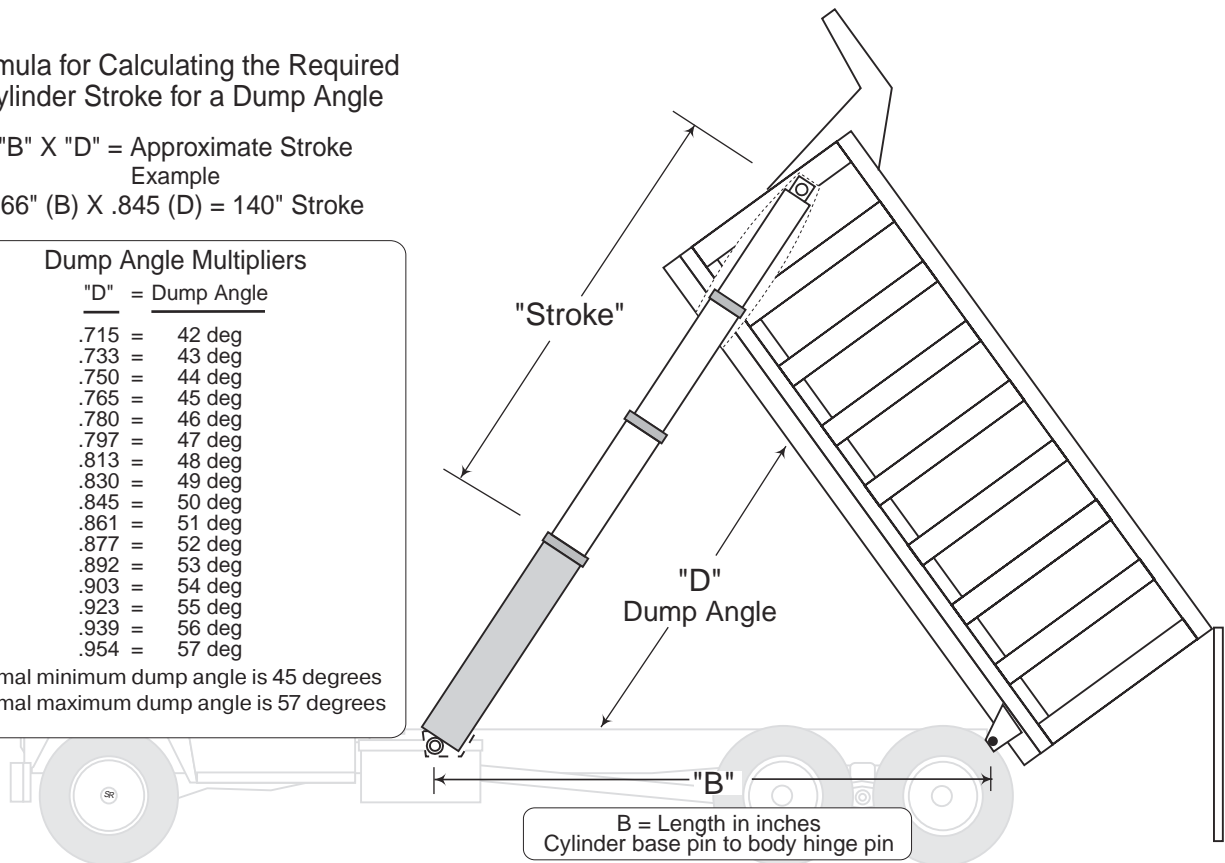 mula for Calculating the Required
ylinder Stroke for a Dump Angle
"B" X "D" = Approximate Stroke
Example
66" (B) X .845 (D) = 140" Stroke
Dump Angle Multipliers
"D" = Dump Angle
.715 = 42 deg
.733 = 43 deg
.750 = 44 deg
.765 = 45 deg
.780 = 46 deg
.797 = 47 deg
.813 = 48 deg
.830 = 49 deg
.845 = 50 deg
.861 = 51 deg
.877 = 52 deg
.892 = 53 deg
.903 = 54 deg
.923 = 55 deg
.939 = 56 deg
.954 = 57 deg
mal minimum dump angle is 45 degrees
mal maximum dump angle is 57 degrees
"Stroke"
"D"
Dump Angle
"B"
B = Length in inches
Cylinder base pin to body hinge pin
SR